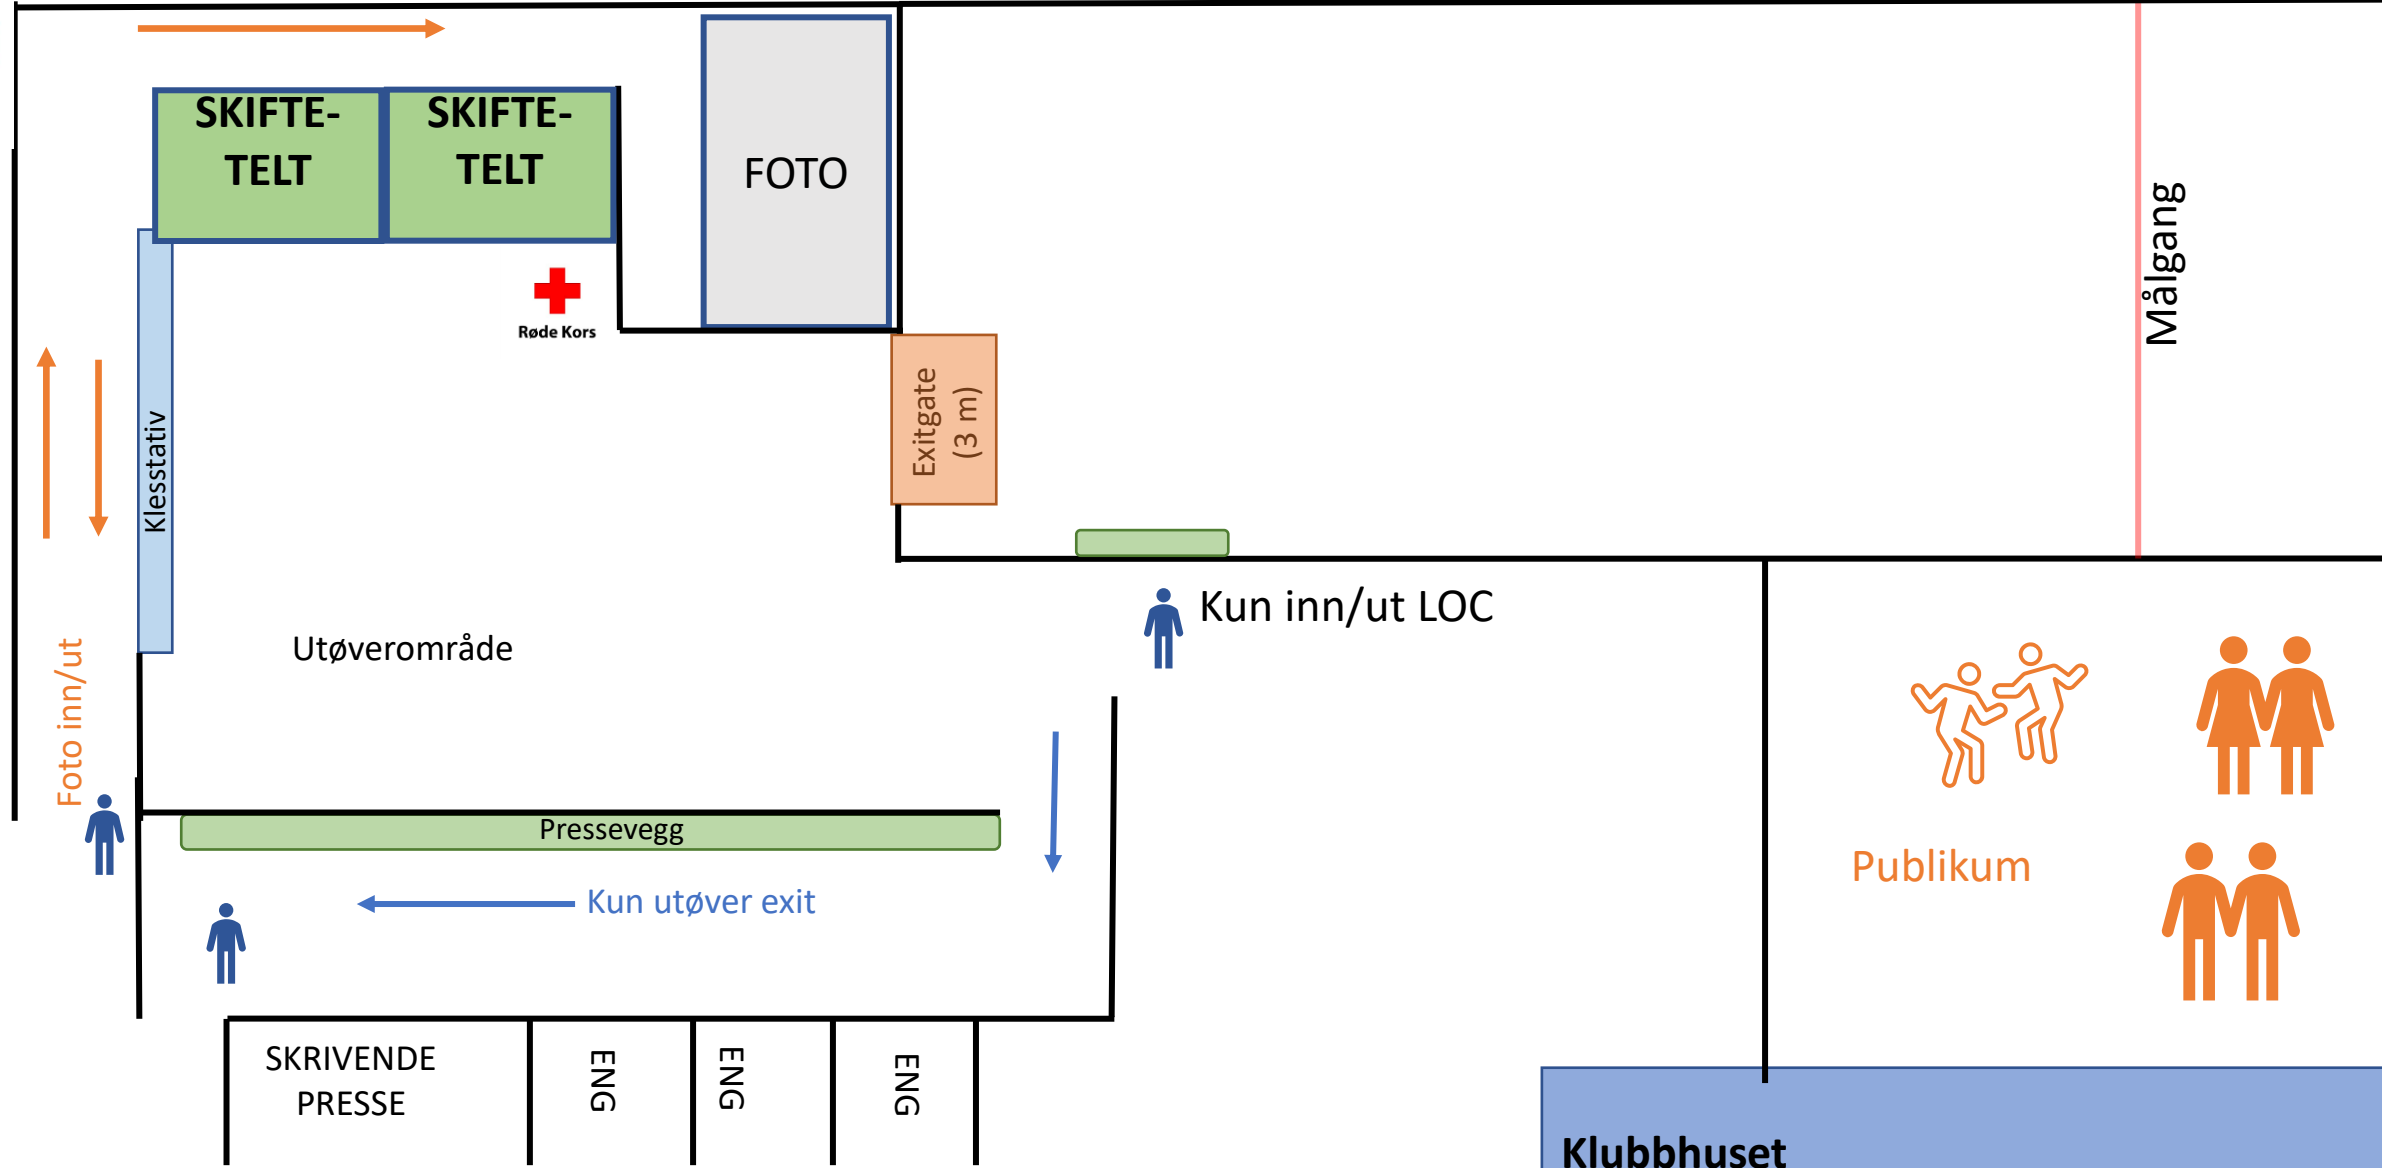 SKIFTE-
TELT
SKIFTE-
TELT
FOTO
Målgang
Røde Kors
Exitgate
(3 m)
Klesstativ
Kun inn/ut LOC
Utøverområde
Foto inn/ut
Pressevegg
Publikum
Kun utøver exit
SKRIVENDE
PRESSE
ENG
ENG
ENG
Klubbhuset